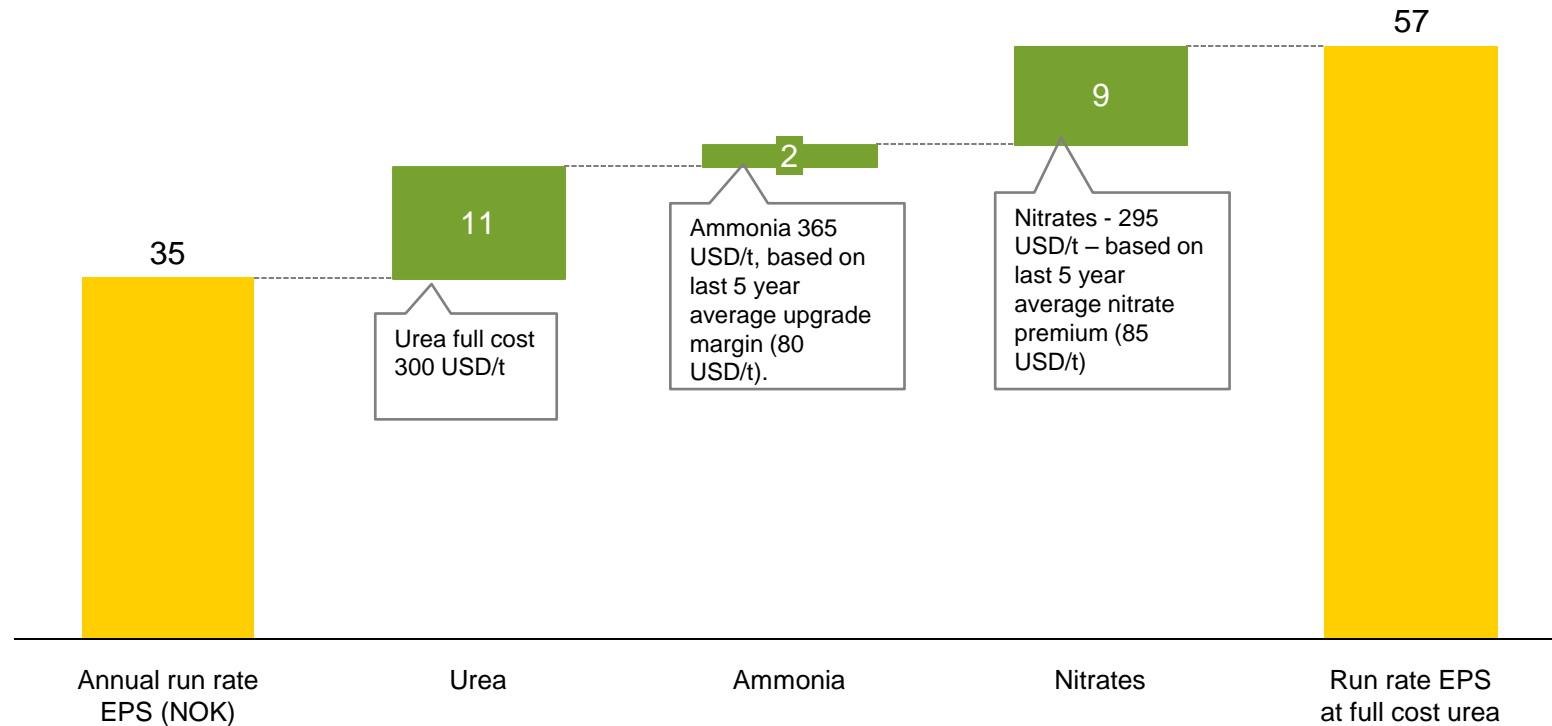 57
9
2
11
35
Urea full cost
300 USD/t
Ammonia 365
USD/t, based on
last 5 year
average upgrade
margin (80
USD/t).
Nitrates - 295
USD/t – based on
last 5 year
average nitrate
premium (85
USD/t)
Annual run rate
EPS (NOK)
Urea
Ammonia
Nitrates
Run rate EPS
at full cost urea